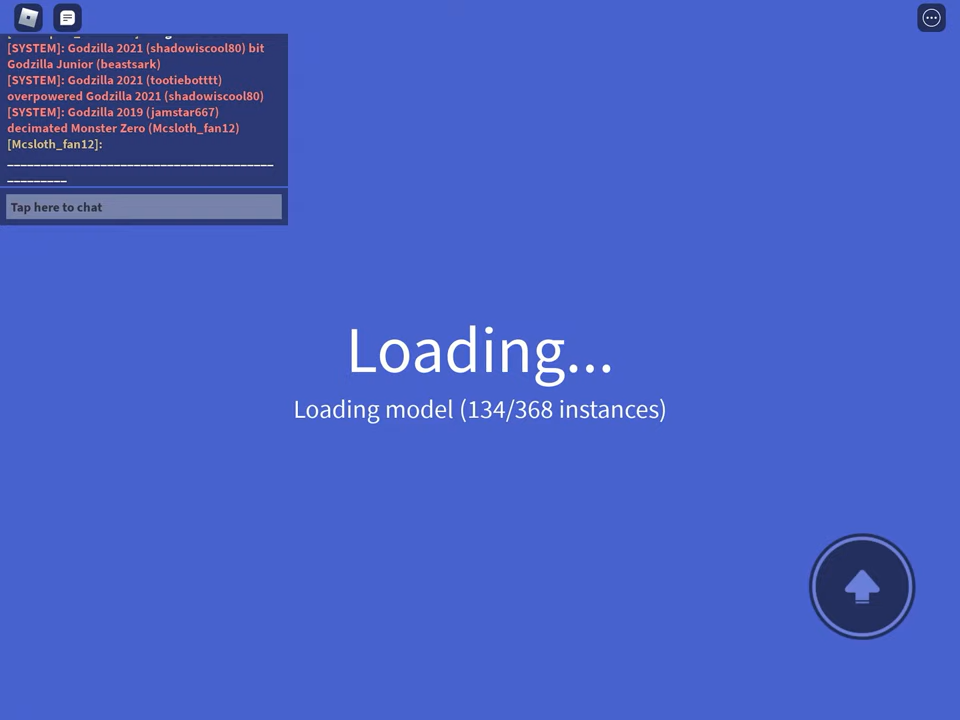 [SYSTEM]: Godzilla 2021 (shadowiscool80) bit
Godzilla Junior (beastsark)
[SYSTEM]: Godzilla 2021 (tootiebotttt)
overpowered Godzilla 2021 (shadowiscool80)
[SYSTEM]: Godzilla 2019 (jamstar667)
decimated Monster Zero (Mcsloth_fan12)
[Mcsloth_fan12]:
________________________________________
_________
Tap here to chat
Loading...
Loading model (134/368 instances)